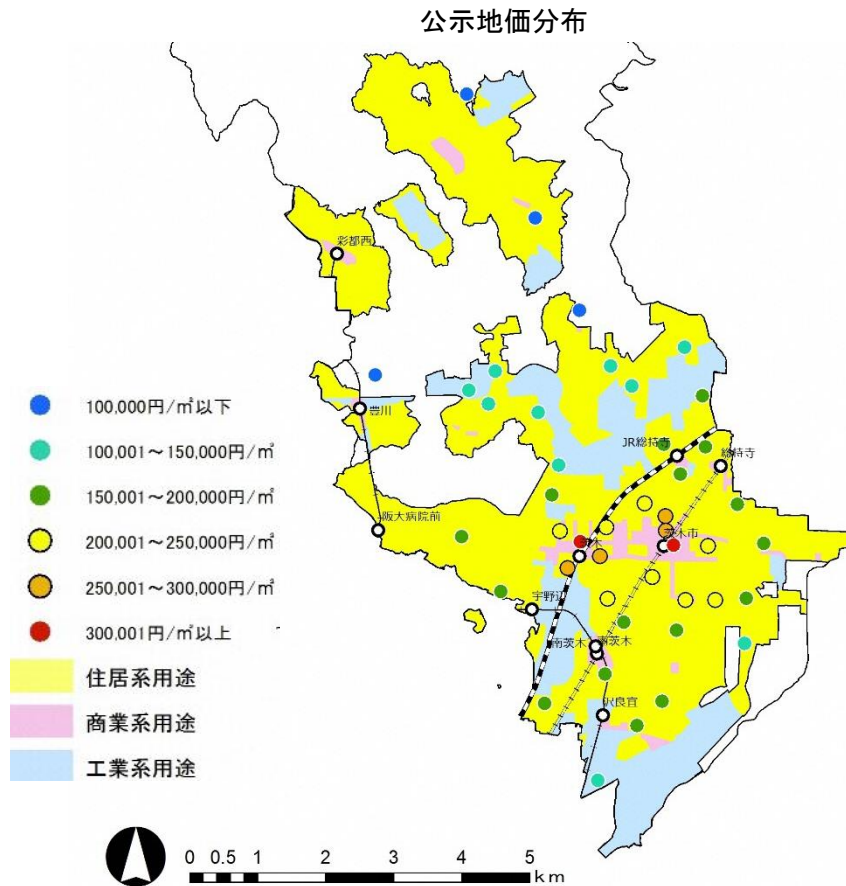 公示地価分布
彩都西
豊川
JR総持寺
総持寺
阪大病院前
茨木市
宇野辺
南茨木
南茨木
沢良宜
100,000円/㎡以下
100,001～150,000円/㎡
150,001～200,000円/㎡
200,001～250,000円/㎡
250,001～300,000円/㎡
300,001円/㎡以上
住居系用途
商業系用途
工業系用途
0 0.5 1 2 3 4 5
km